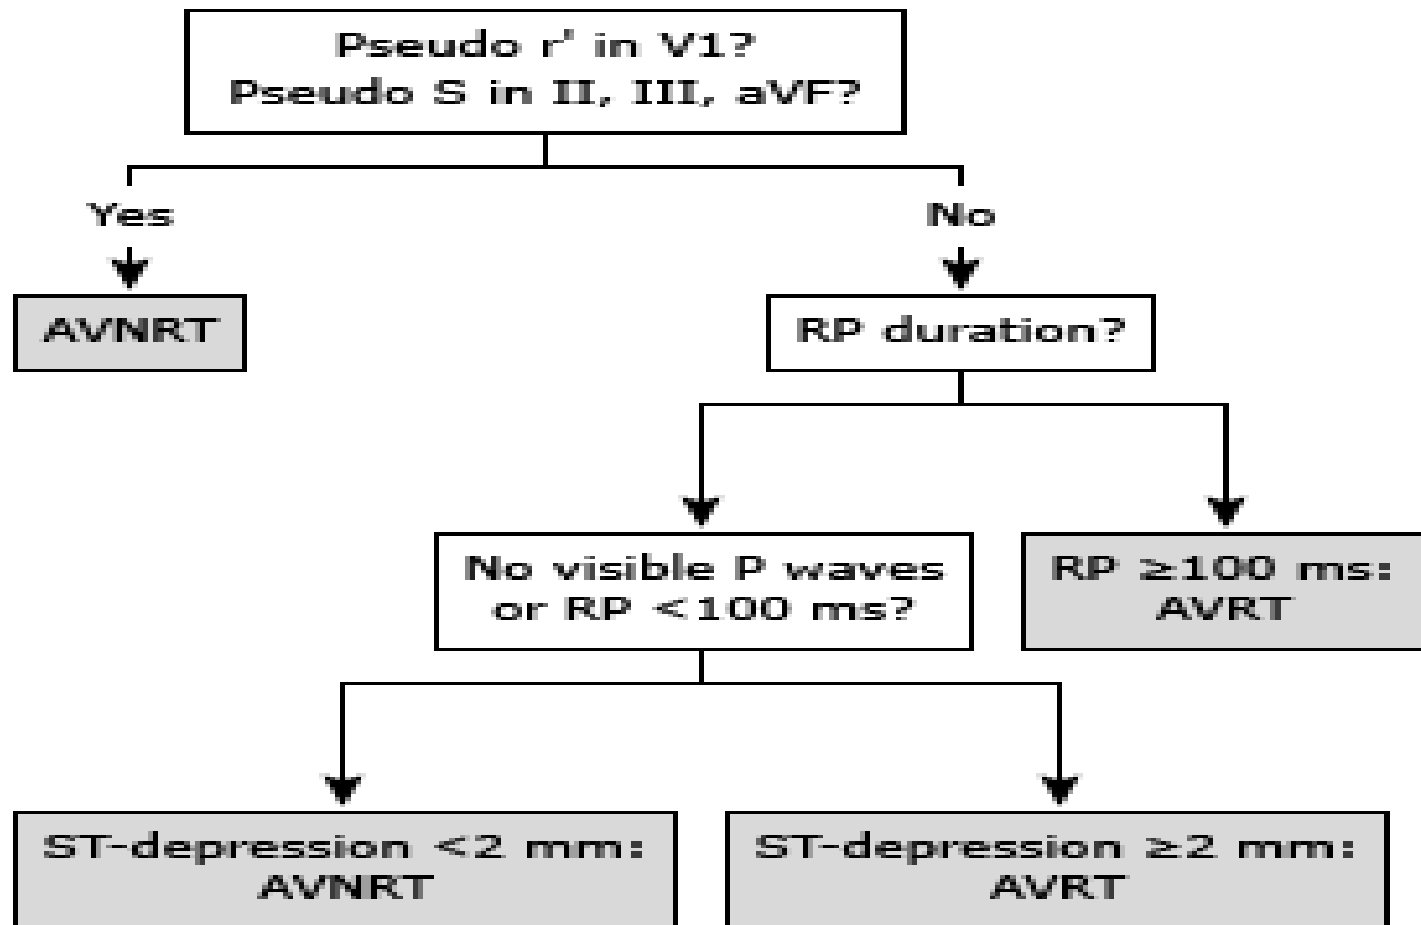 Pseudo r' in V1?
Pseudo S in II, III, aVF?
Yes
No
AVNRT
RP duration?
No visible P waves
or RP <100 ms?
RP ≥100 ms:
AVRT
ST-depression <2 mm:
AVNRT
ST-depression ≥2 mm:
AVRT